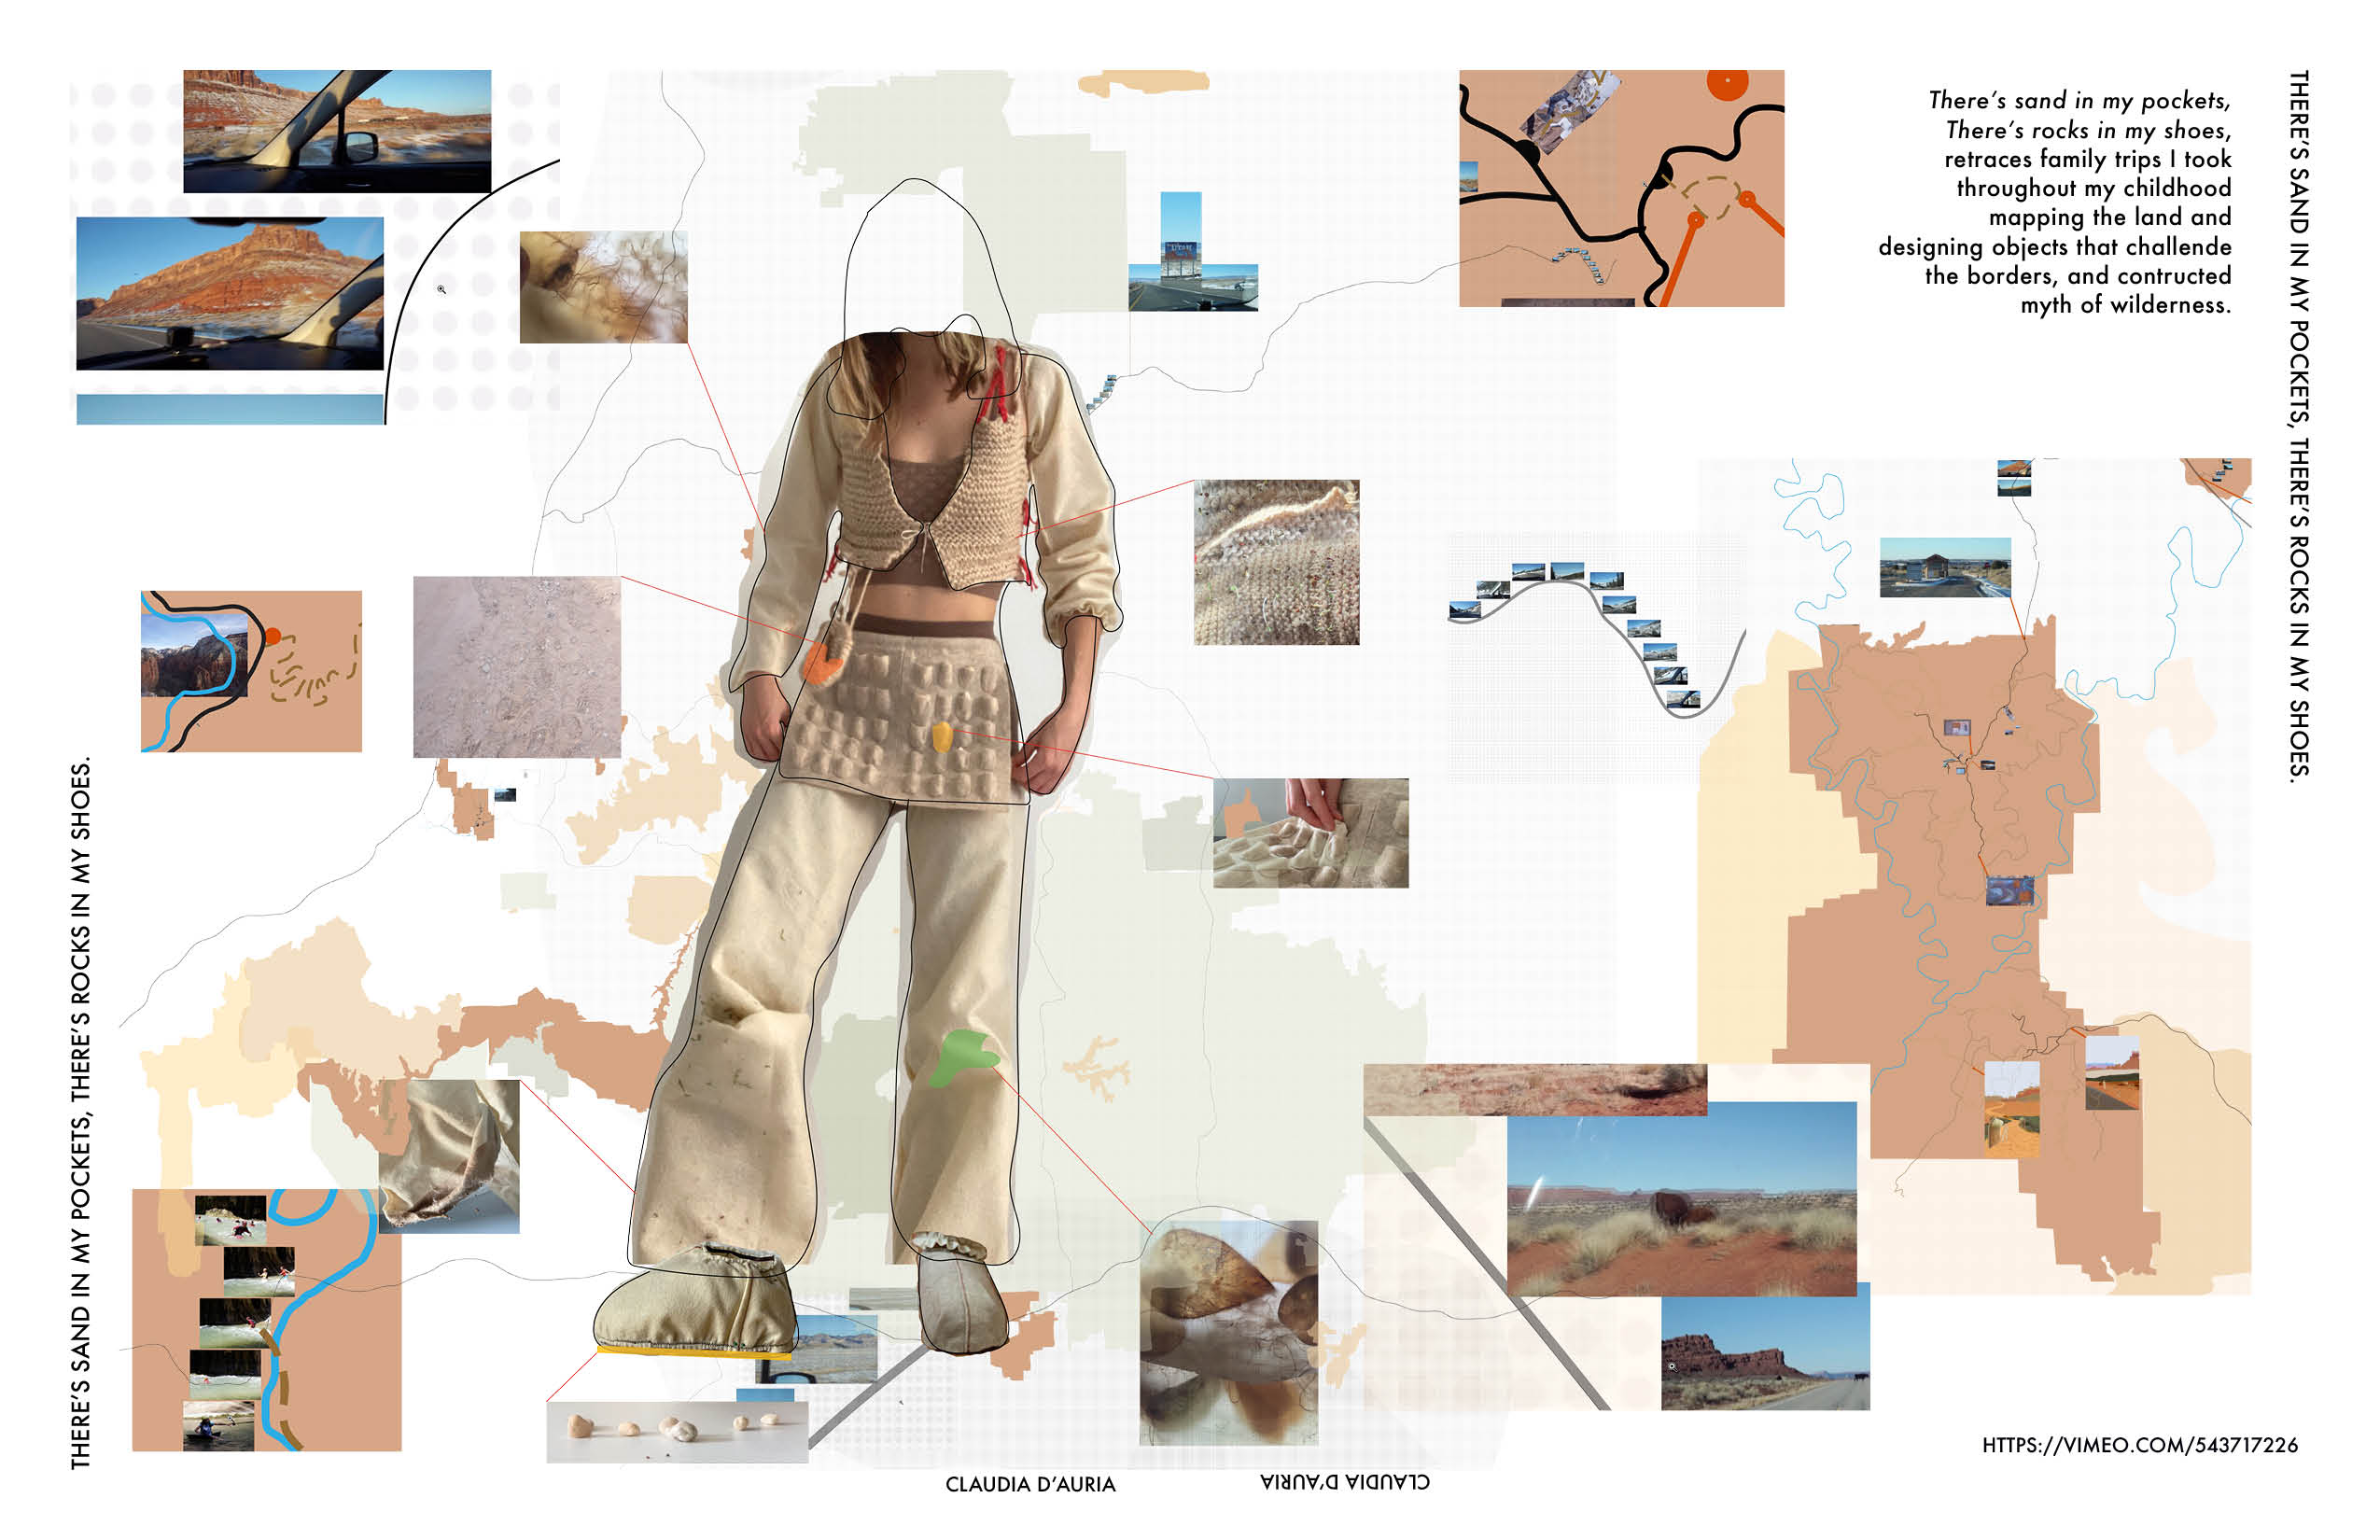 There's sand in my pockets,
There's rocks in my shoes,
retraces family trips I took
throughout my childhood
mapping the land and
designing objects that challende
the borders, and contructed
myth of wilderness.
THERE'S SAND IN MY POCKETS, THERE'S ROCKS IN MY SHOES.
THERE'S SAND IN MY POCKETS, THERE'S ROCKS IN MY SHOES.
HTTPS://VIMEO.COM/543717226
CLAUDIA D'AURIA
CLAUDIA D'AURIA